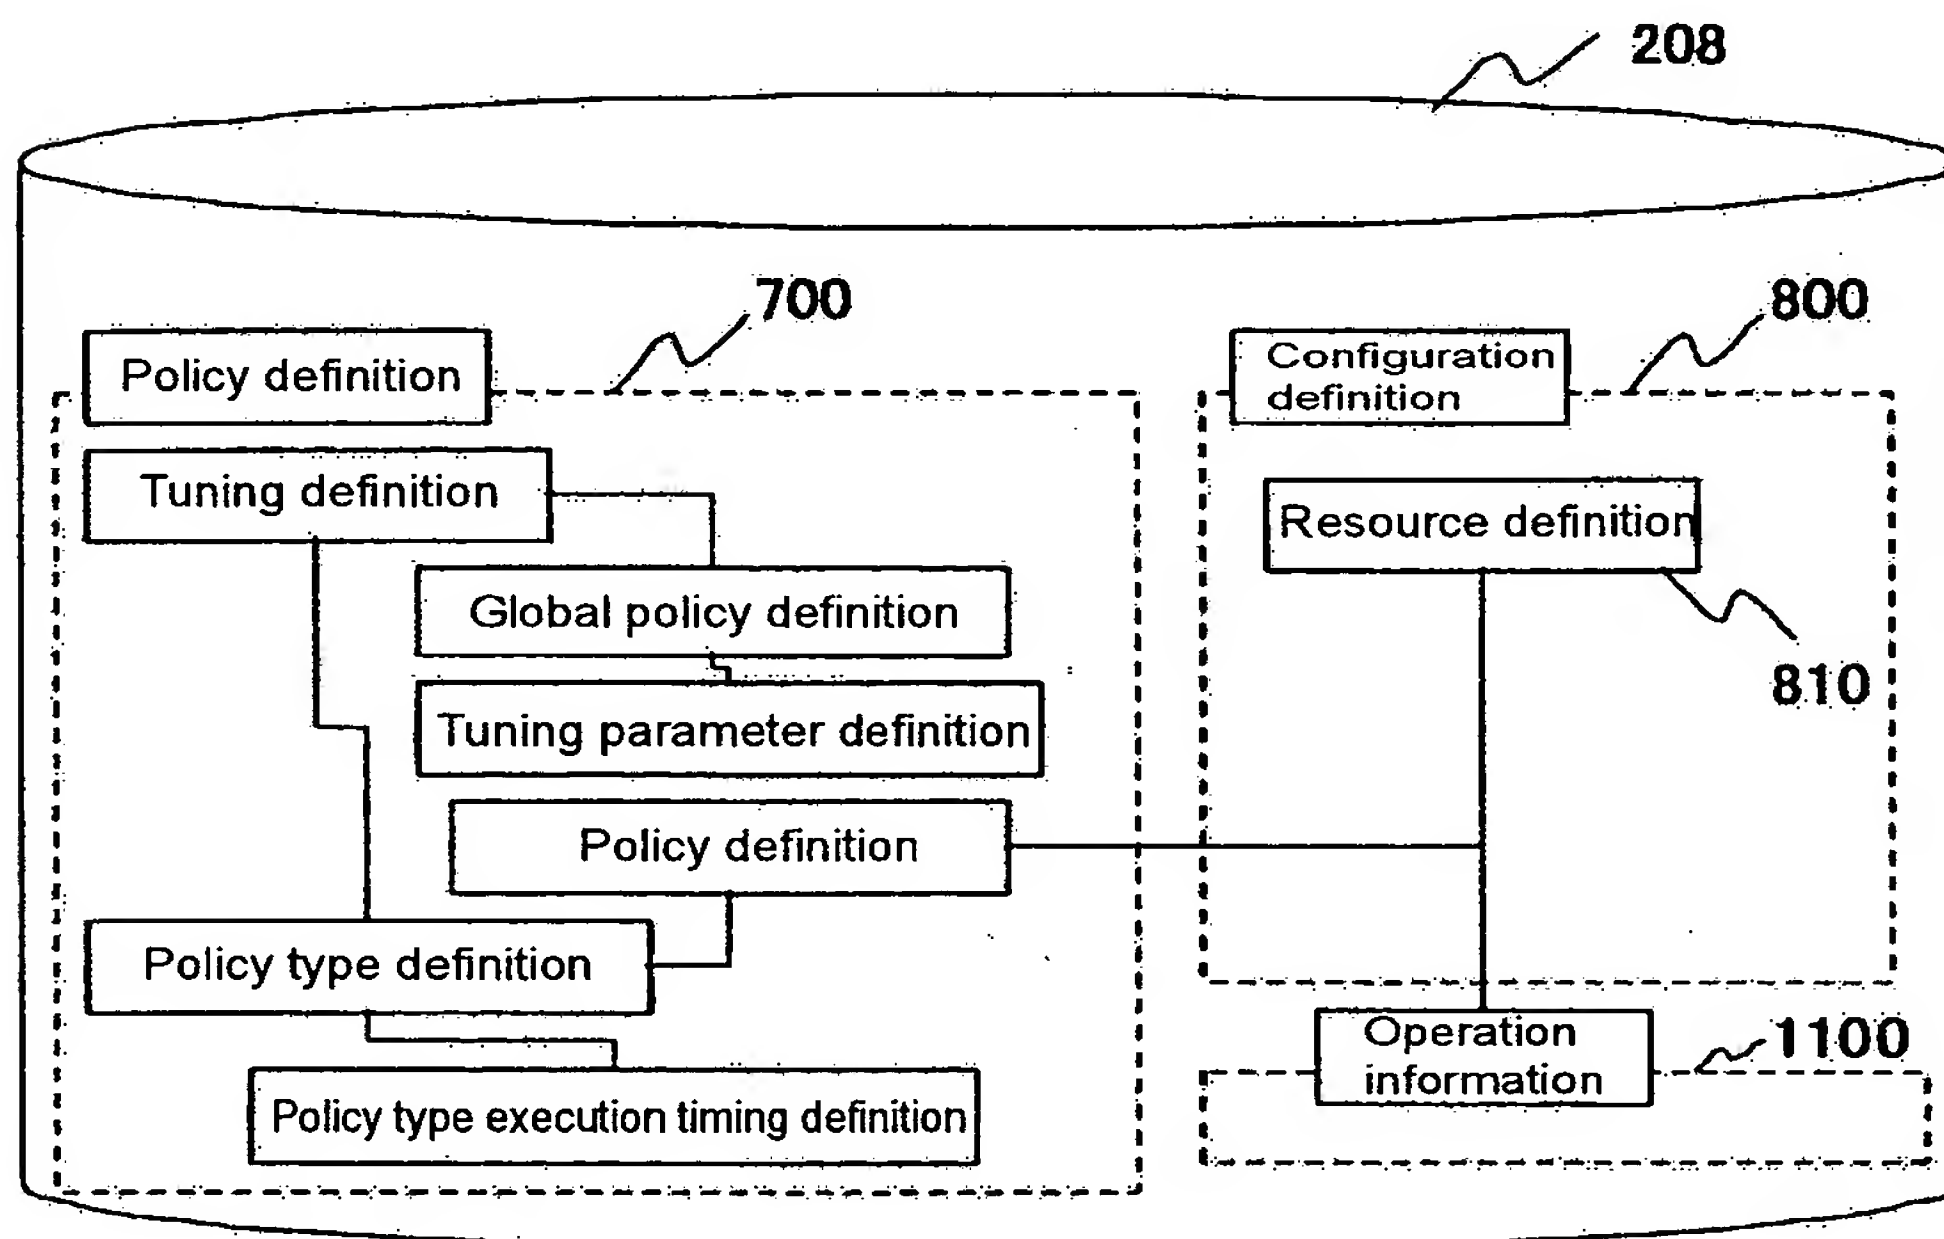 208
700
800
Policy definition
Configuration
definition
Tuning definition
Resource definition
Global policy definition
810
Tuning parameter definition
Policy definition
Policy type definition
Operation
information
1100
Policy type execution timing definition